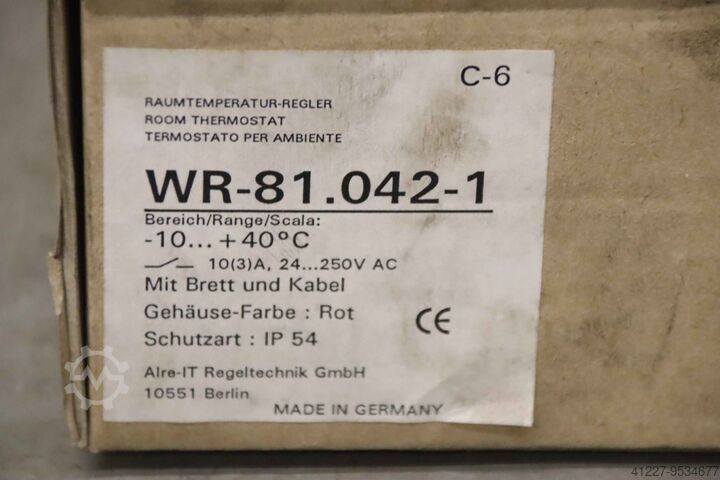 C-6
RAUMTEMPERATUR-REGLER
ROOM THERMOSTAT
TERMOSTATO PER AMBIENTE
WR-81.042-1
Bereich/Range/Scala:
-10...+40°C
10(3)A, 24...250V AC
Mit Brett und Kabel
Gehäuse-Farbe : Rot
Schutzart : IP 54
CE
Alre-IT Regeltechnik GmbH
10551 Berlin
MADE IN GERMANY
41227-9534677